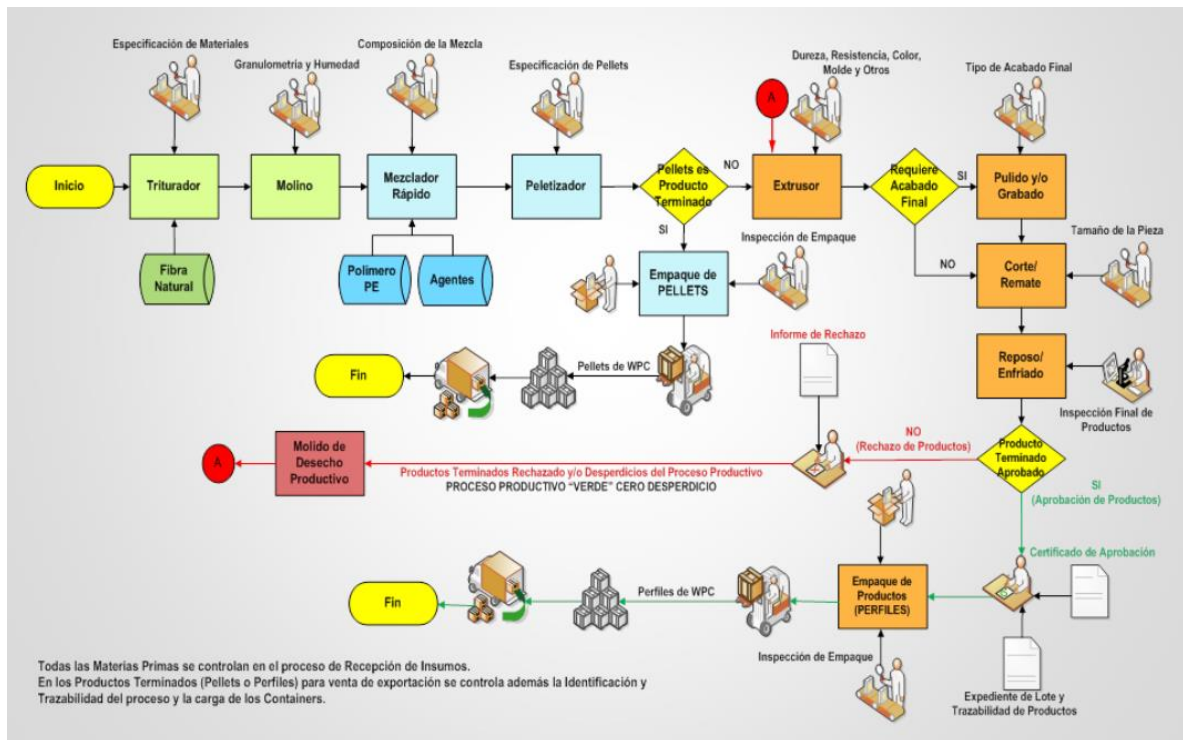 Especificación de Materiales
Granulometría y Humedad
Composición de la Mezcla
Especificación de Pellets
Dureza, Resistencia, Color,
Molde y Otros
Tipo de Acabado Final
A
Inicio
Triturador
Molino
Mezclador
Rápido
Peletizador
Pellets es
Producto
Terminado
NO
Extrusor
Requiere
Acabado
Final
SI
Pulido y/o
Grabado
SI
Fibra
Natural
Polímero
PE
Agentes
Empaque de
PELLETS
Inspección de Empaque
NO
Corte/
Remate
Tamaño de la Pieza
Informe de Rechazo
Fin
Pellets de WPC
Reposo/
Enfriado
Inspección Final de
Productos
A
Molido de
Desecho
Productivo
Productos Terminados Rechazado y/o Desperdicios del Proceso Productivo
PROCESO PRODUCTIVO “VERDE” CERO DESPERDICIO
NO
(Rechazo de Productos)
Producto
Terminado
Aprobado
SI
(Aprobación de Productos)
Certificado de Aprobación
Fin
Perfiles de WPC
Empaque de
Productos
(PERFILES)
Inspección de Empaque
Expediente de Lote y
Trazabilidad de Productos
Todas las Materias Primas se controlan en el proceso de Recepción de Insumos.
En los Productos Terminados (Pellets o Perfiles) para venta de exportación se controla además la Identificación y
Trazabilidad del proceso y la carga de los Containers.